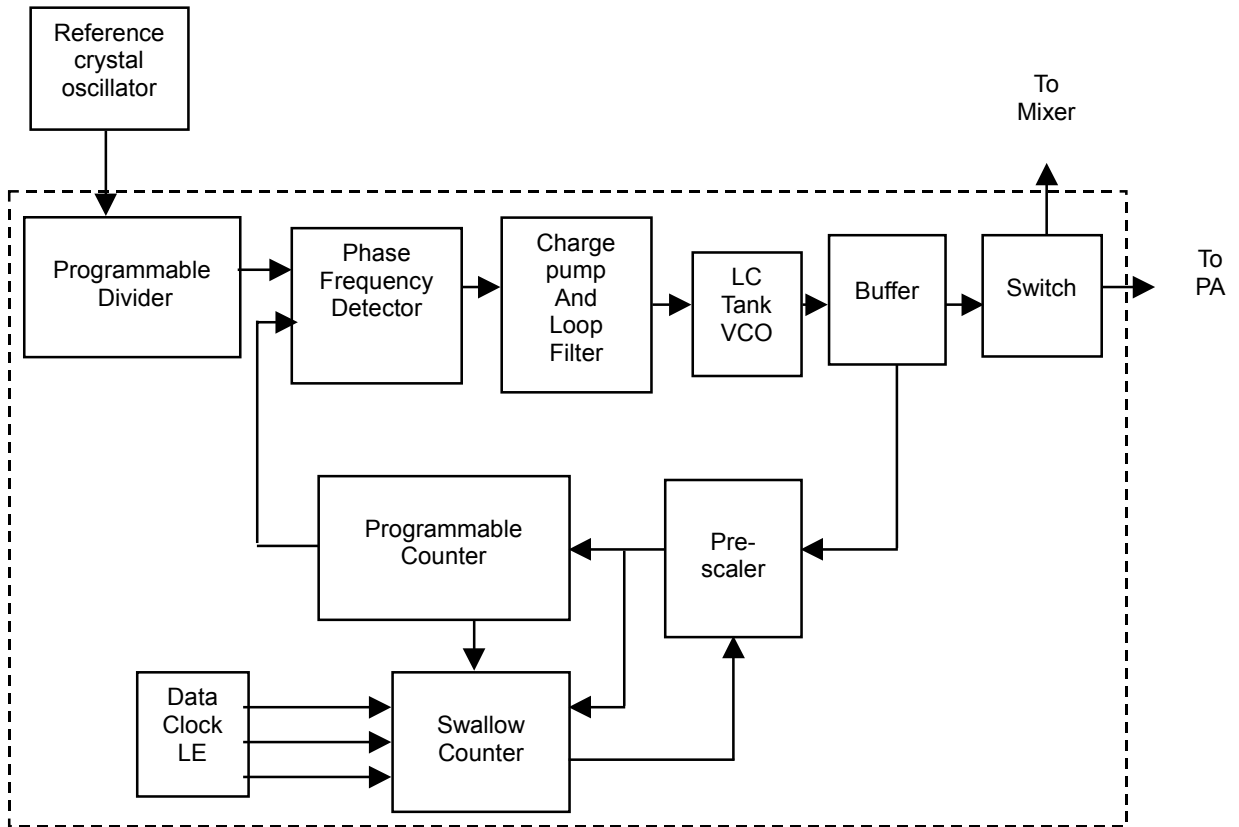 Reference
crystal
oscillator
To
Mixer
Programmable
Divider
Phase
Frequency
Detector
Charge
pump
And
Loop
Filter
LC
Tank
VCO
Buffer
Switch
To
PA
Programmable
Counter
Pre-
scaler
Data
Clock
LE
Swallow
Counter